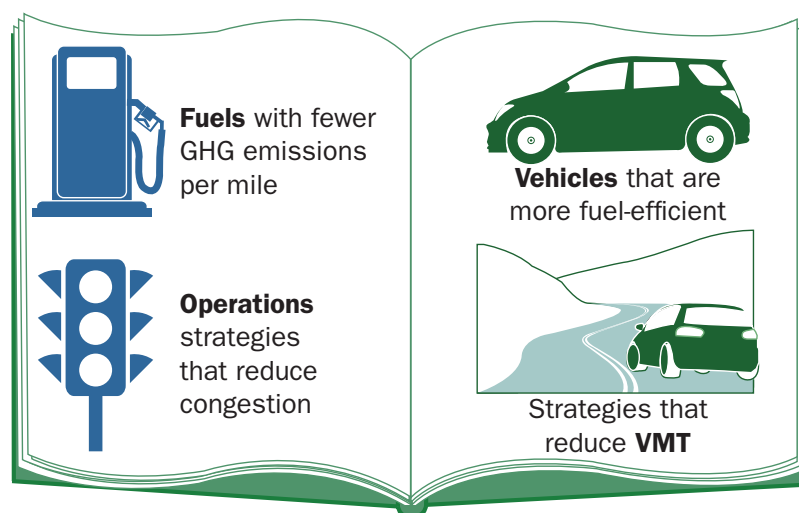 Fuels with fewer
GHG emissions
per mile
Operations
strategies
that reduce
congestion
Vehicles that are
more fuel-efficient
Strategies that
reduce VMT